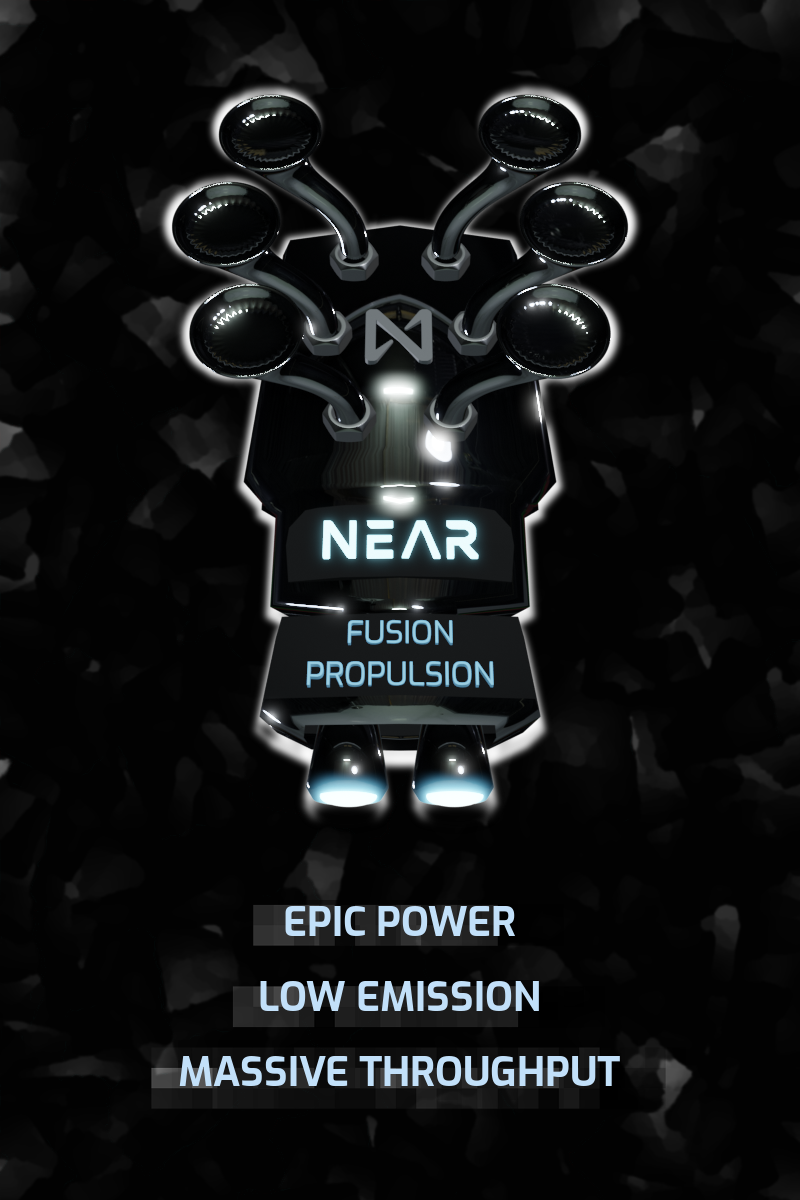 NEAR
FUSION
PROPULSION
EPIC POWER
LOW EMISSION
MASSIVE THROUGHPUT